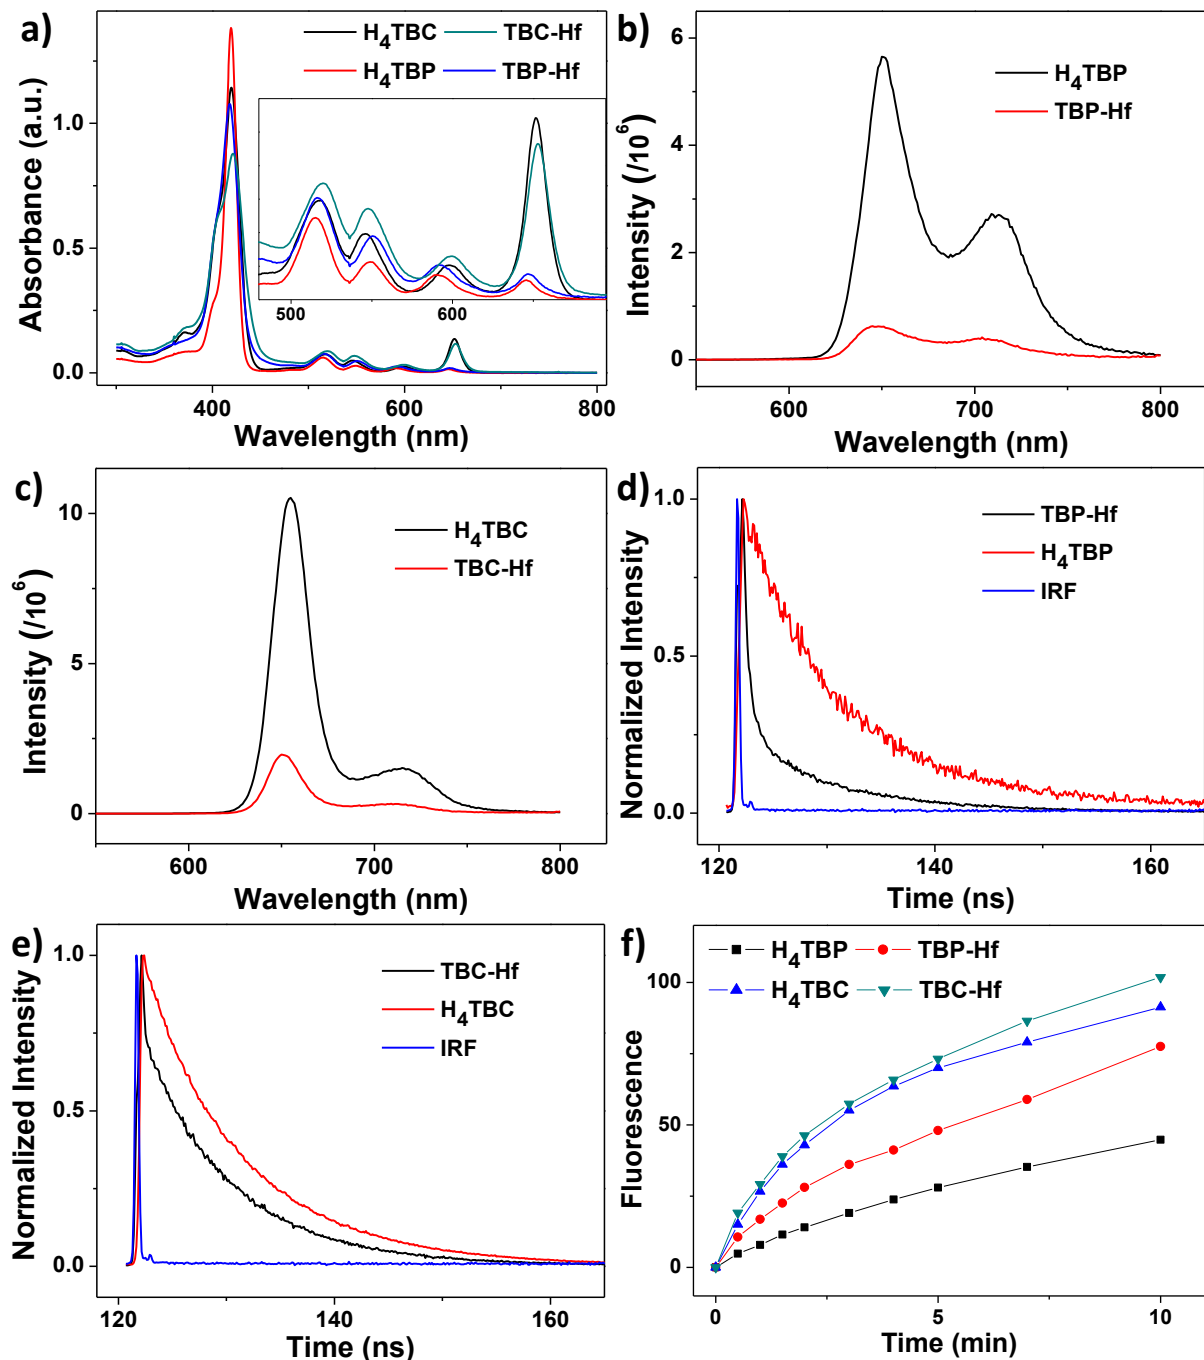 a)
H4TBC TBC-Hf
H4TBP TBP-Hf
Absorbance (a.u.)
1.0
0.5
0.0
500 600
400 600 800
Wavelength (nm)
b)
H4TBP
TBP-Hf
Intensity (/10^6)
6
4
2
0
600 700 800
Wavelength (nm)
c)
H4TBC
TBC-Hf
Intensity (/10^6)
10
5
0
600 700 800
Wavelength (nm)
d)
TBP-Hf
H4TBP
IRF
Normalized Intensity
1.0
0.5
0.0
120 140 160
Time (ns)
e)
TBC-Hf
H4TBC
IRF
Normalized Intensity
1.0
0.5
0.0
120 140 160
Time (ns)
f)
H4TBP TBP-Hf
H4TBC TBC-Hf
Fluorescence
100
50
0
0 5 10
Time (min)